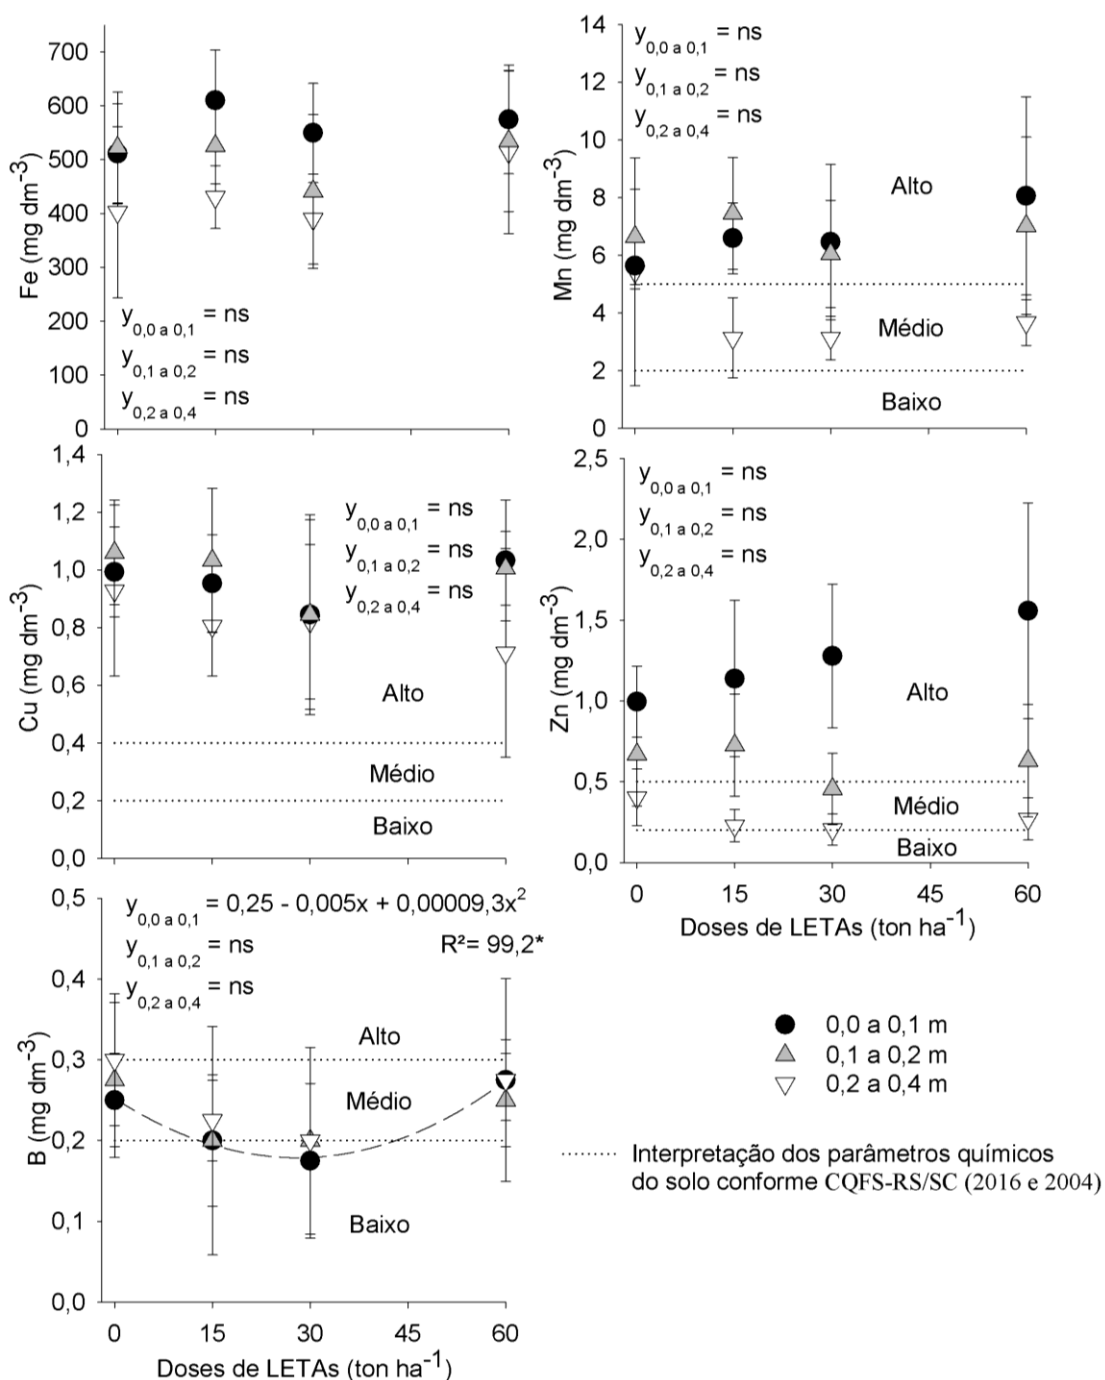 Fe (mg dm⁻³)
700
600
500
400
300
200
100
0
y0,0 a 0,1 = ns
y0,1 a 0,2 = ns
y0,2 a 0,4 = ns
Mn (mg dm⁻³)
14
12
10
8
6
4
2
0
y0,0 a 0,1 = ns
y0,1 a 0,2 = ns
y0,2 a 0,4 = ns
Alto
Médio
Baixo
Cu (mg dm⁻³)
1,4
1,2
1,0
0,8
0,6
0,4
0,2
0,0
y0,0 a 0,1 = ns
y0,1 a 0,2 = ns
y0,2 a 0,4 = ns
Alto
Médio
Baixo
Zn (mg dm⁻³)
2,5
2,0
1,5
1,0
0,5
0,0
y0,0 a 0,1 = ns
y0,1 a 0,2 = ns
y0,2 a 0,4 = ns
Alto
Médio
Baixo
0 15 30 45 60
Doses de LETAs (ton ha⁻¹)
B (mg dm⁻³)
0,5
0,4
0,3
0,2
0,1
0,0
y0,0 a 0,1 = 0,25 - 0,005x + 0,00009,3x²
R²= 99,2*
y0,1 a 0,2 = ns
y0,2 a 0,4 = ns
Alto
Médio
Baixo
0 15 30 45 60
Doses de LETAs (ton ha⁻¹)
0,0 a 0,1 m
0,1 a 0,2 m
0,2 a 0,4 m
Interpretação dos parâmetros químicos
do solo conforme CQFS-RS/SC (2016 e 2004)